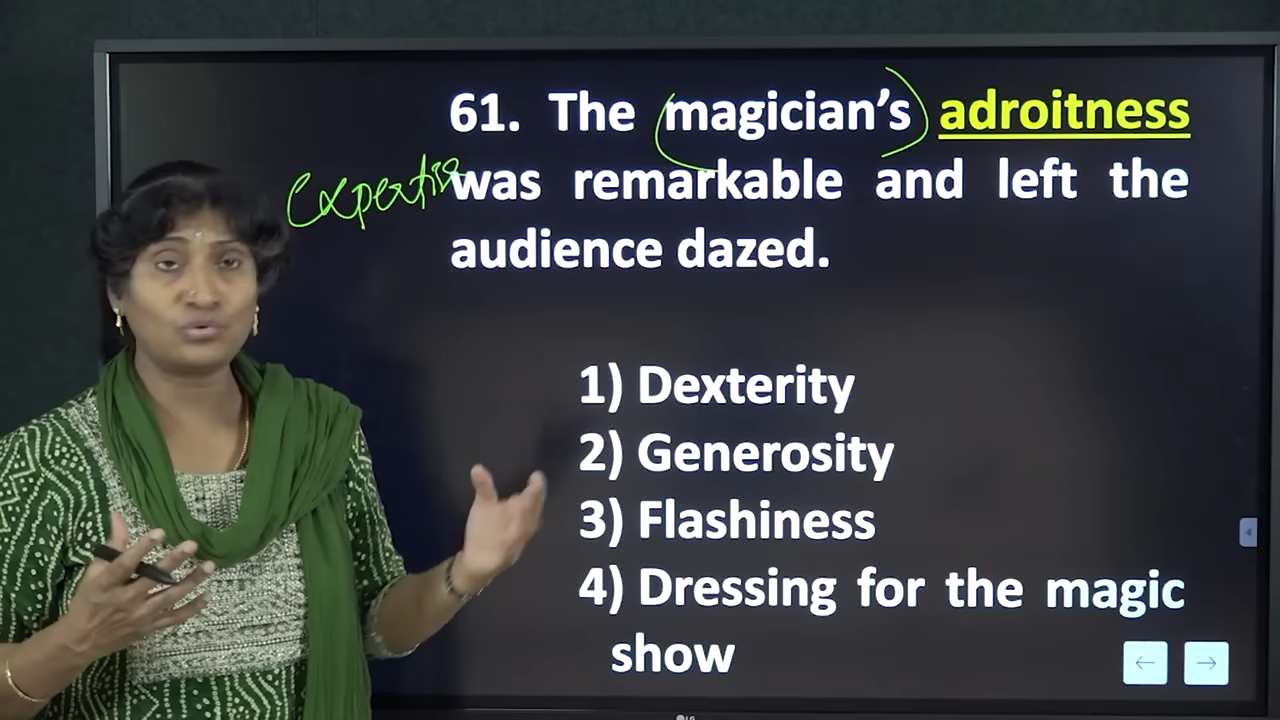 61. The magician's adroitness
Expertise
was remarkable and left the
audience dazed.
1) Dexterity
2) Generosity
3) Flashiness
4) Dressing for the magic
show
LG